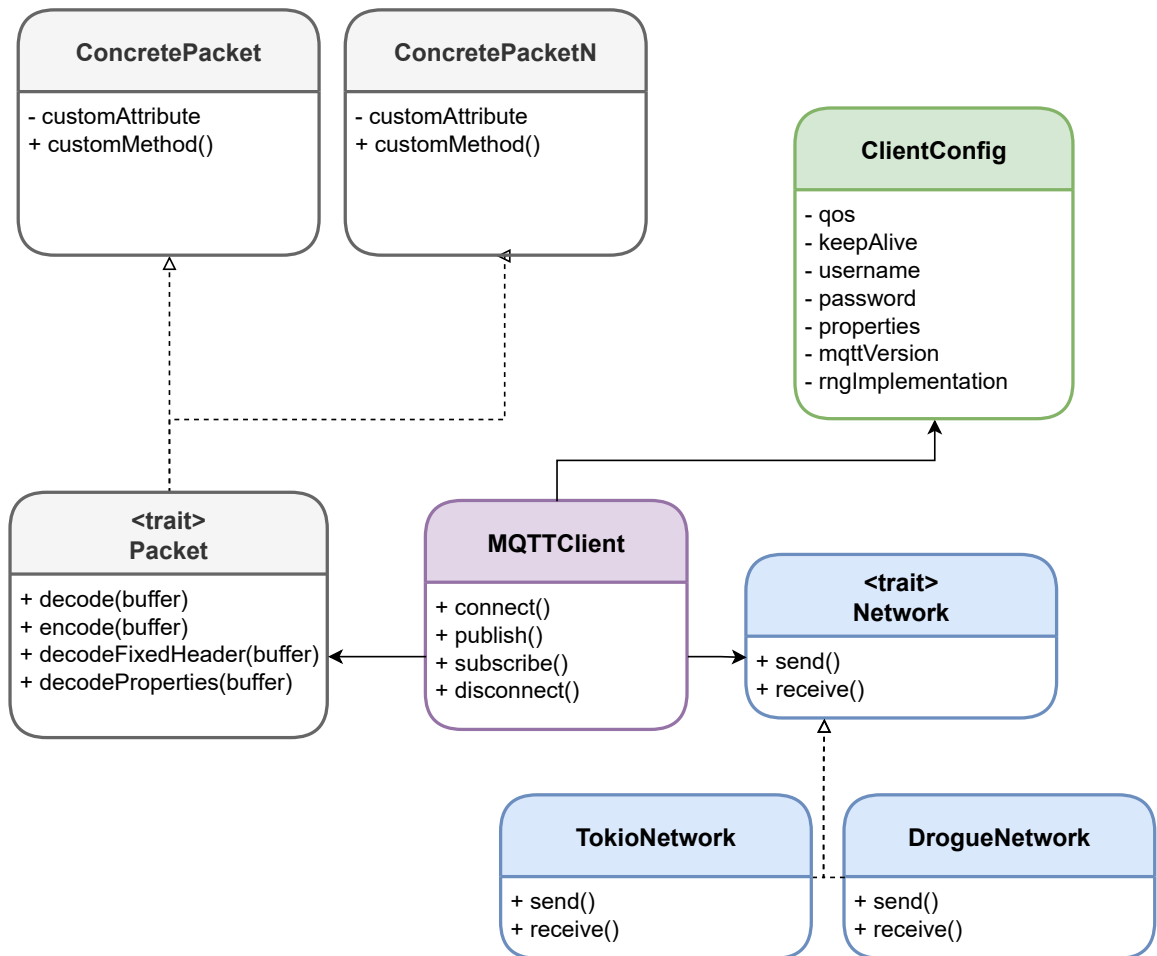 ConcretePacket
- customAttribute
+ customMethod()
ConcretePacketN
- customAttribute
+ customMethod()
ClientConfig
- qos
- keepAlive
- username
- password
- properties
- mqttVersion
- rngImplementation
<trait>
Packet
+ decode(buffer)
+ encode(buffer)
+ decodeFixedHeader(buffer)
+ decodeProperties(buffer)
MQTTClient
+ connect()
+ publish()
+ subscribe()
+ disconnect()
<trait>
Network
+ send()
+ receive()
TokioNetwork
+ send()
+ receive()
DrogueNetwork
+ send()
+ receive()